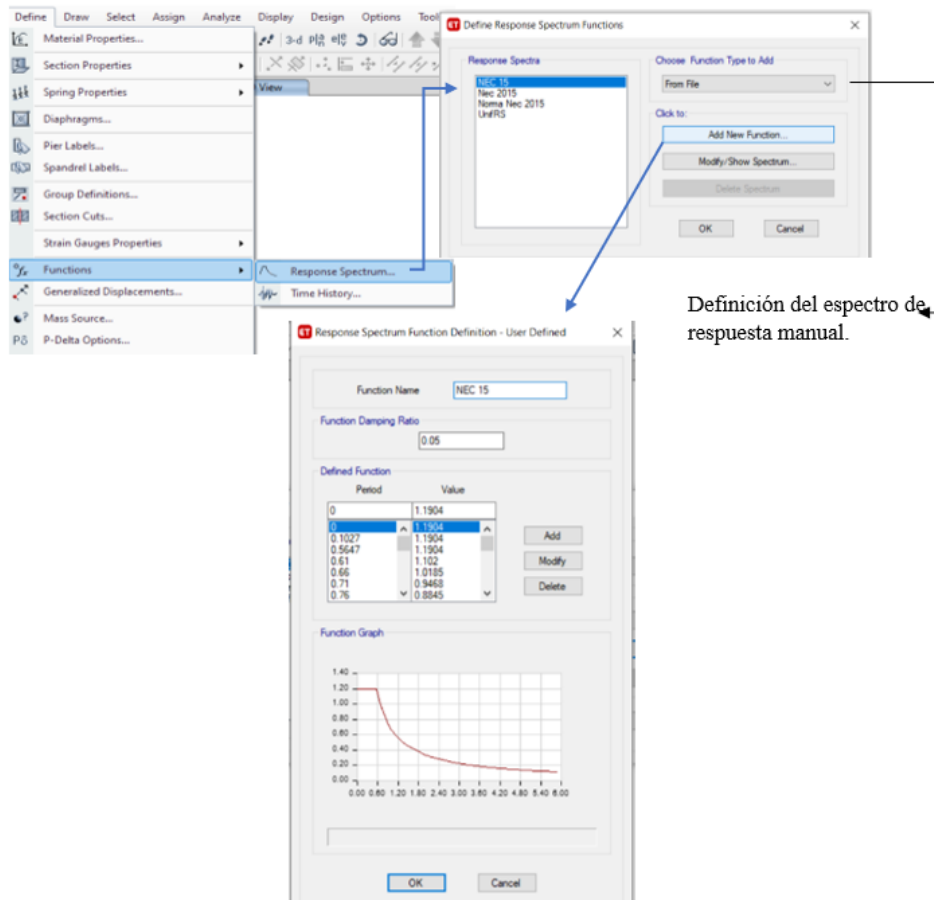 Define Draw Select Assign Analyze Display Design Options Tool
Material Properties...
Section Properties
Spring Properties
Diaphragms...
Pier Labels...
Spandrel Labels...
Group Definitions...
Section Cuts...
Strain Gauges Properties
Functions
Generalized Displacements...
Mass Source...
Pδ P-Delta Options...
3-d
View
Response Spectrum...
Time History...
ET Define Response Spectrum Functions
Response Spectra
NEC 15
Nec 2015
Norma Nec 2015
UnifRS
Choose Function Type to Add
From File
Click to:
Add New Function...
Modify/Show Spectrum...
Delete Spectrum
OK Cancel
Definición del espectro de
respuesta manual.
ET Response Spectrum Function Definition - User Defined
Function Name NEC 15
Function Damping Ratio
0.05
Defined Function
Period Value
0 1.1904
0 1.1904
0.1027 1.1904
0.5647 1.1904
0.61 1.102
0.66 1.0185
0.71 0.9468
0.76 0.8845
Add
Modify
Delete
Function Graph
1.40
1.20
1.00
0.80
0.60
0.40
0.20
0.00
0.00 0.60 1.20 1.80 2.40 3.00 3.60 4.20 4.80 5.40 6.00
OK Cancel